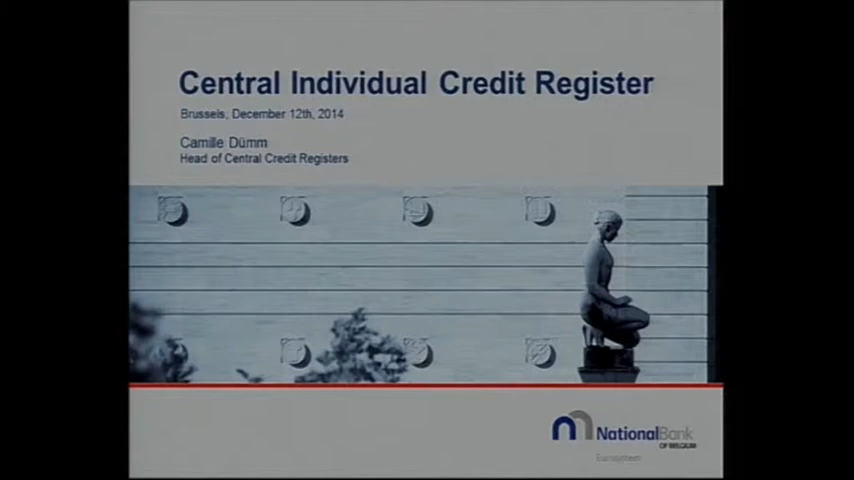 Central Individual Credit Register
Brussels, December 12th, 2014
Camille Dümm
Head of Central Credit Registers
NationalBank
OF BELGIUM
Eurosystem